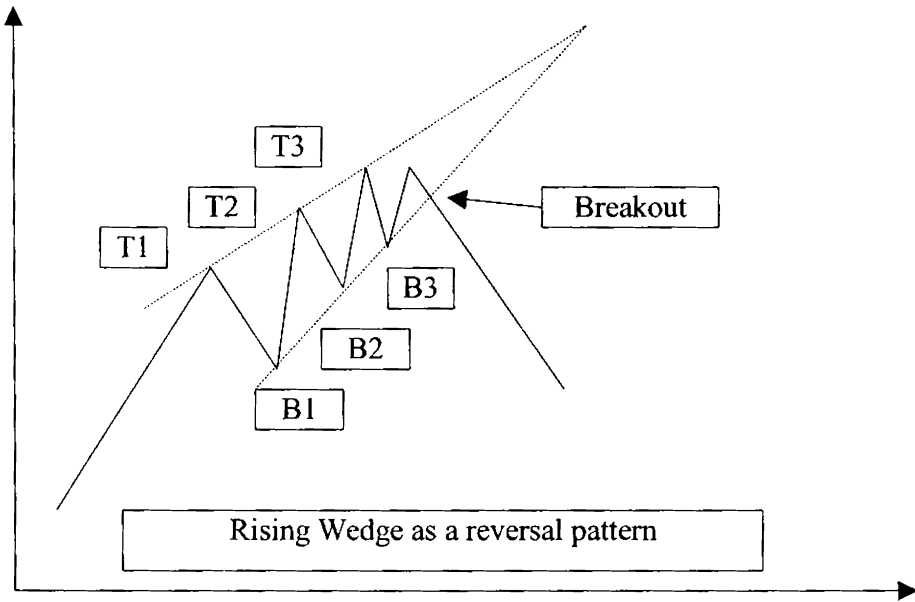 T3
T2
T1
Breakout
B3
B2
B1
Rising Wedge as a reversal pattern